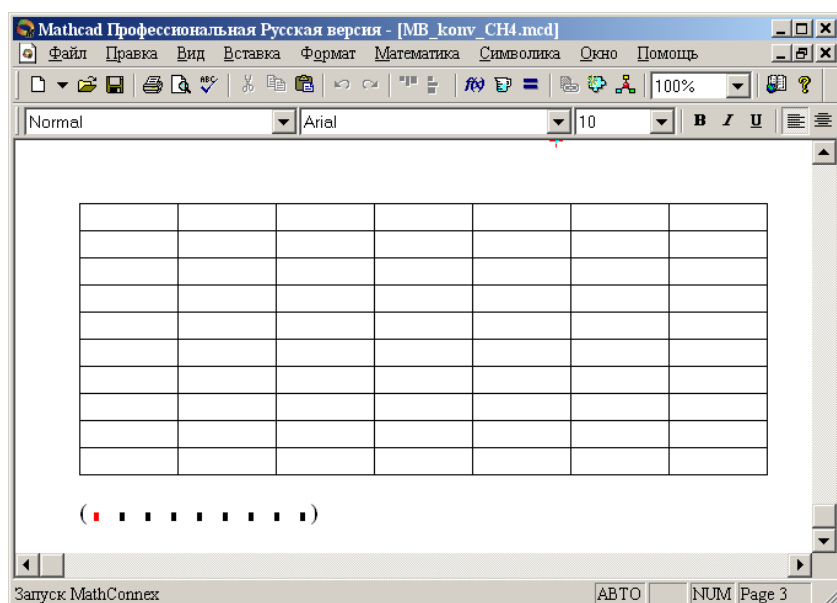 Mathcad Профессиональная Русская версия - [MB_konv_CH4.mcd]
Файл Правка Вид Вставка Формат Математика Символика Окно Помощь
ABC f(x) = 100% ?
Normal Arial 10 B I U
( )
Запуск MathConnex АВТО NUM Page 3